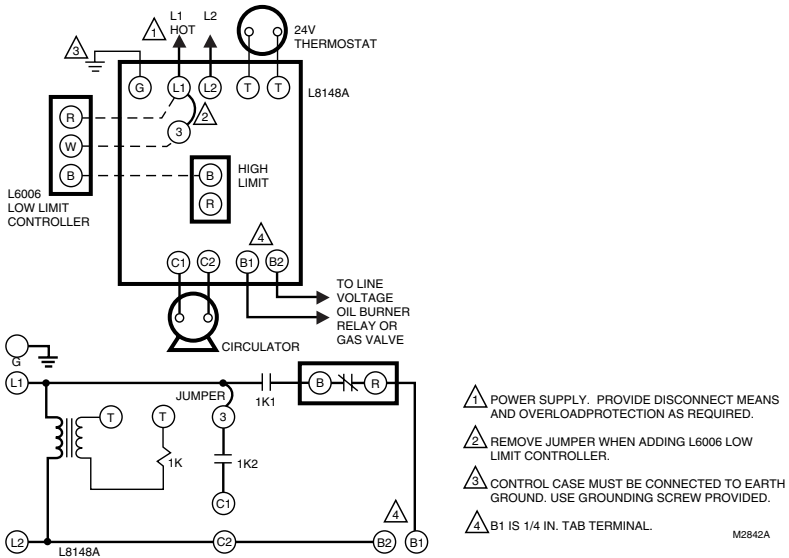 L1
HOT
L2
1
3
24V
THERMOSTAT
G
L1
L2
T
T
L8148A
R
W
B
2
3
L6006
LOW LIMIT
CONTROLLER
B
R
HIGH
LIMIT
4
C1
C2
B1
B2
TO LINE
VOLTAGE
OIL BURNER
RELAY OR
GAS VALVE
CIRCULATOR
G
L1
JUMPER
1K1
B
R
T
T
3
1K
1K2
C1
4
L2
L8148A
C2
B2
B1
1 POWER SUPPLY. PROVIDE DISCONNECT MEANS
AND OVERLOADPROTECTION AS REQUIRED.
2 REMOVE JUMPER WHEN ADDING L6006 LOW
LIMIT CONTROLLER.
3 CONTROL CASE MUST BE CONNECTED TO EARTH
GROUND. USE GROUNDING SCREW PROVIDED.
4 B1 IS 1/4 IN. TAB TERMINAL.
M2842A